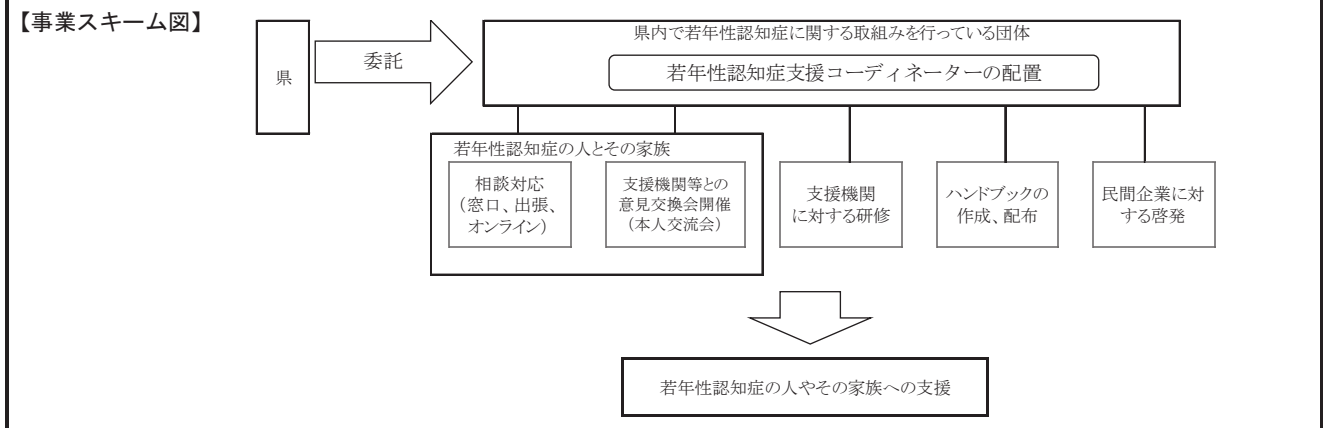 【事業スキーム図】
県
委託
県内で若年性認知症に関する取組みを行っている団体
若年性認知症支援コーディネーターの配置
若年性認知症の人とその家族
相談対応
(窓口、出張、
オンライン)
支援機関等との
意見交換会開催
(本人交流会)
支援機関
に対する研修
ハンドブックの
作成、配布
民間企業に対
する啓発
若年性認知症の人やその家族への支援